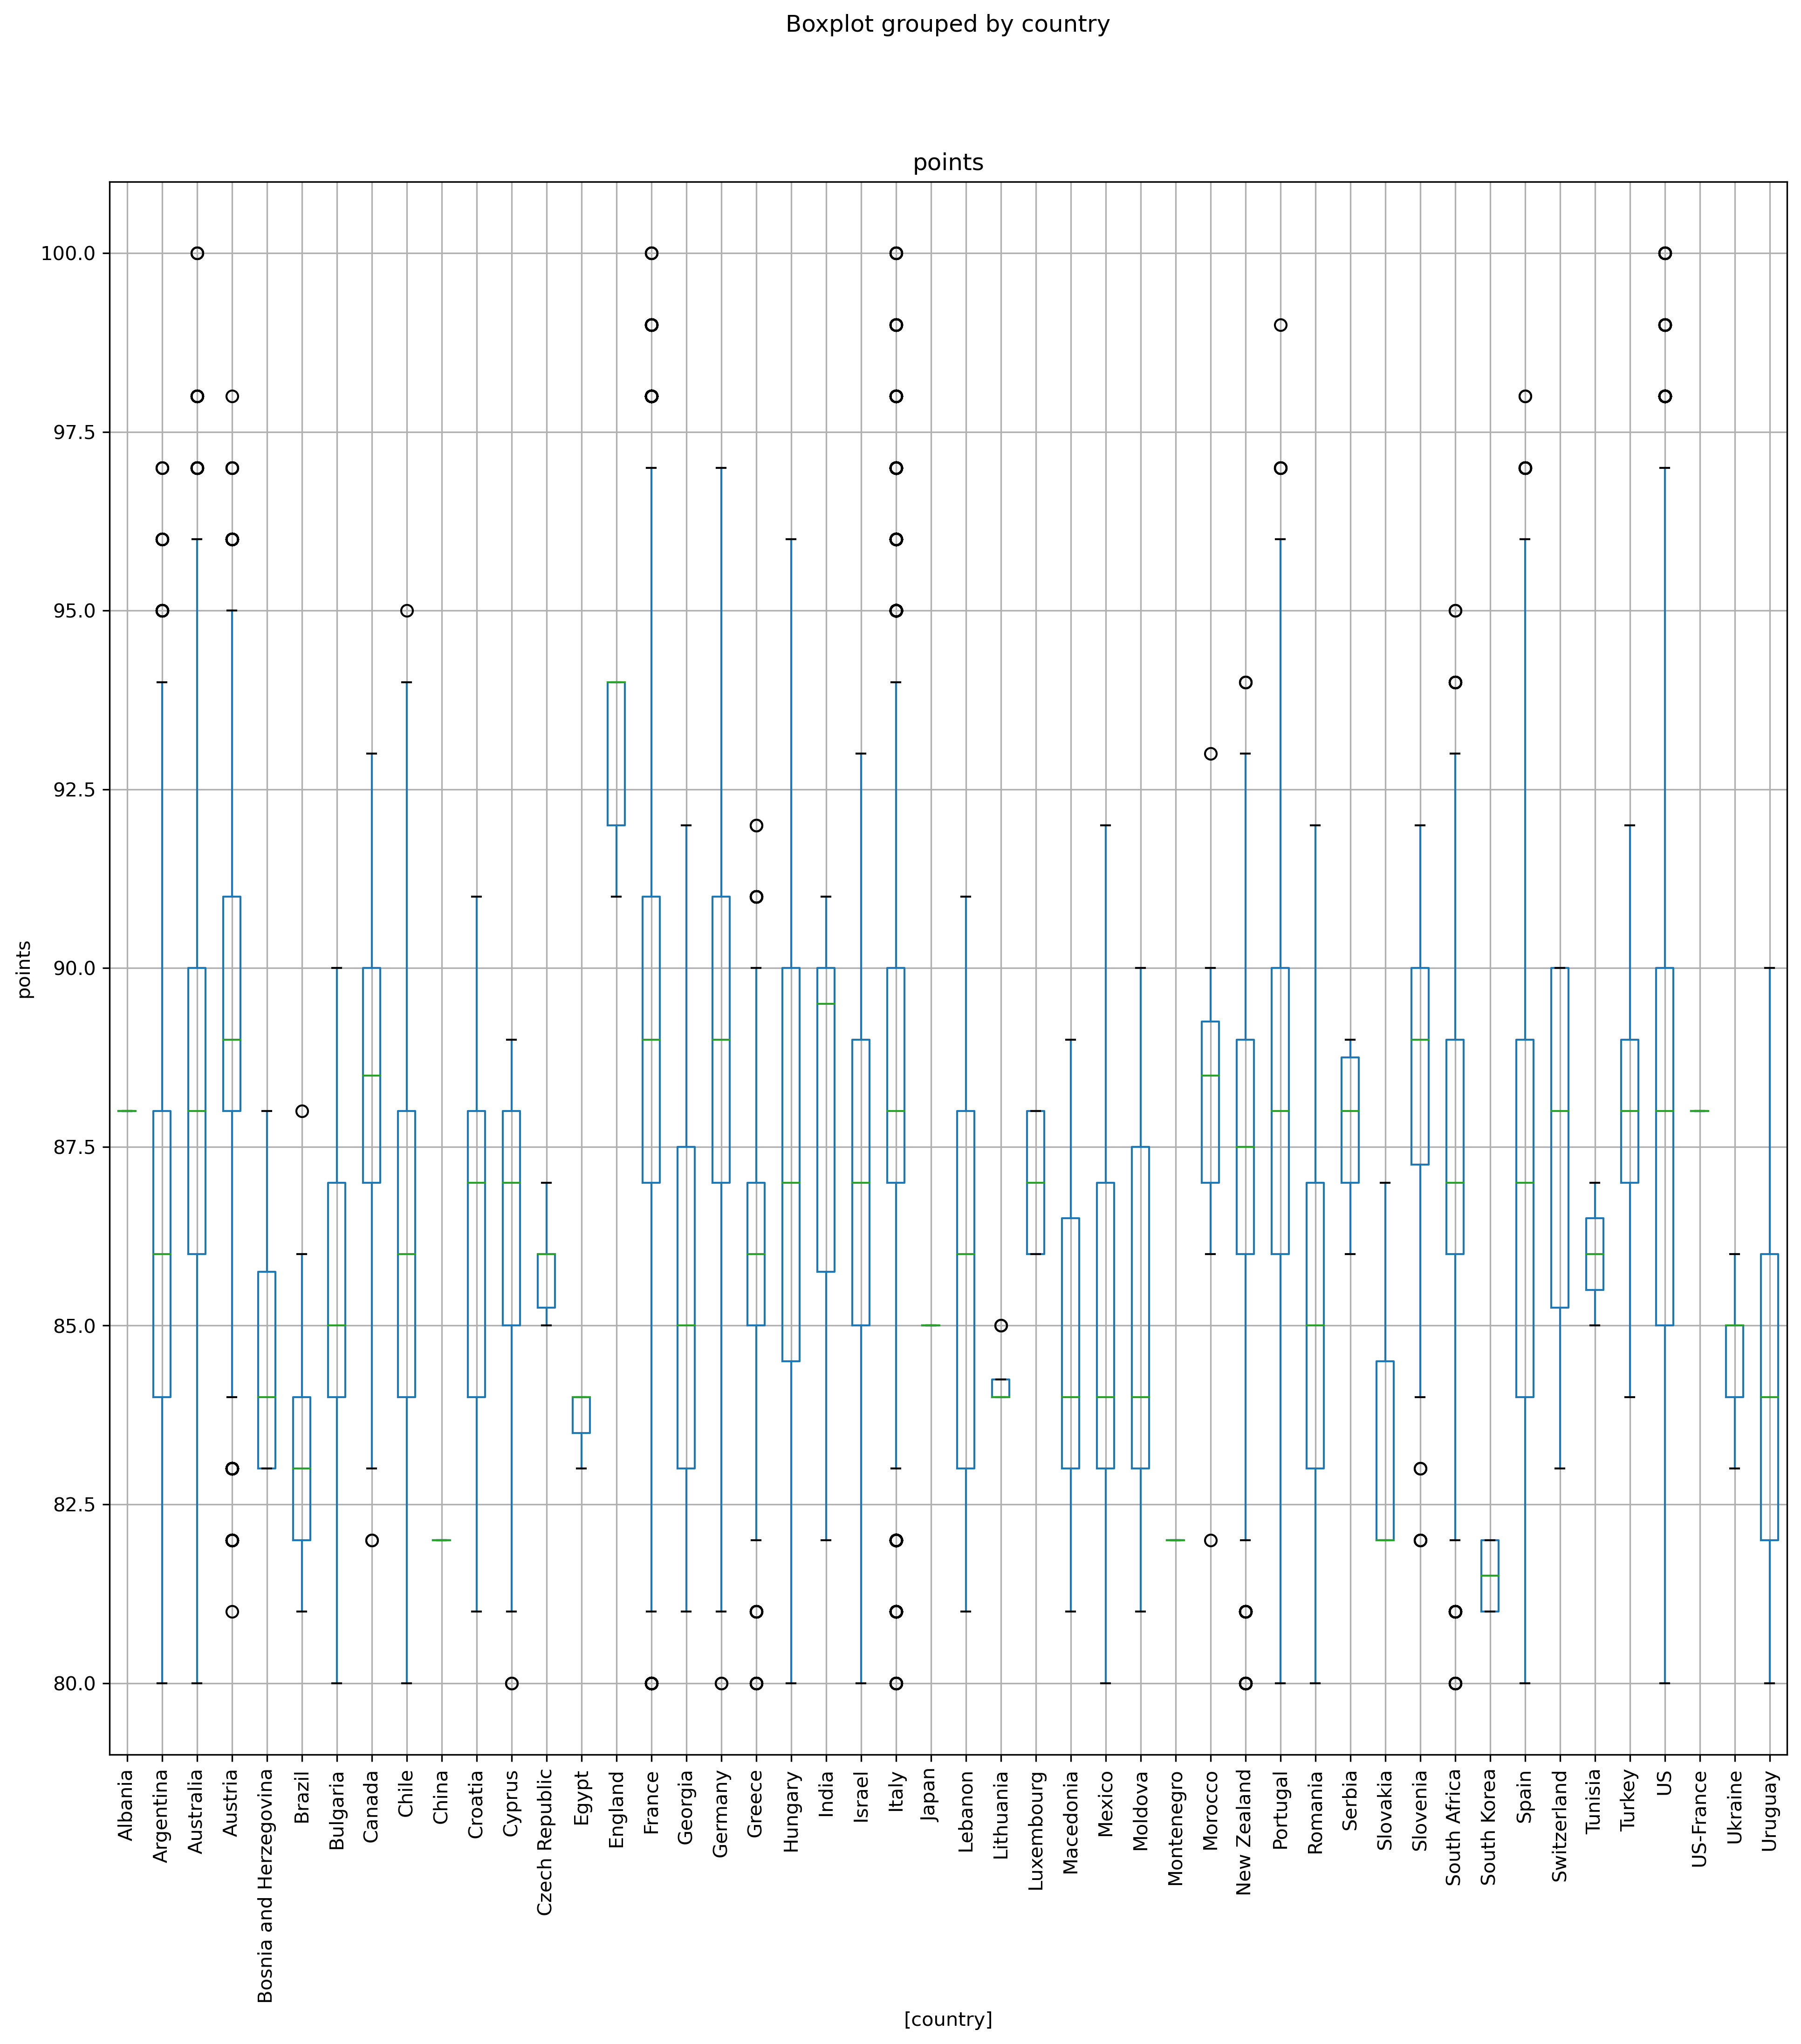 Boxplot grouped by country
points
100.0
97.5
95.0
92.5
90.0
87.5
85.0
82.5
80.0
points
Albania
Argentina
Australia
Austria
Bosnia and Herzegovina
Brazil
Bulgaria
Canada
Chile
China
Croatia
Cyprus
Czech Republic
Egypt
England
France
Georgia
Germany
Greece
Hungary
India
Israel
Italy
Japan
Lebanon
Lithuania
Luxembourg
Macedonia
Mexico
Moldova
Montenegro
Morocco
New Zealand
Portugal
Romania
Serbia
Slovakia
Slovenia
South Africa
South Korea
Spain
Switzerland
Tunisia
Turkey
US
US-France
Ukraine
Uruguay
[country]